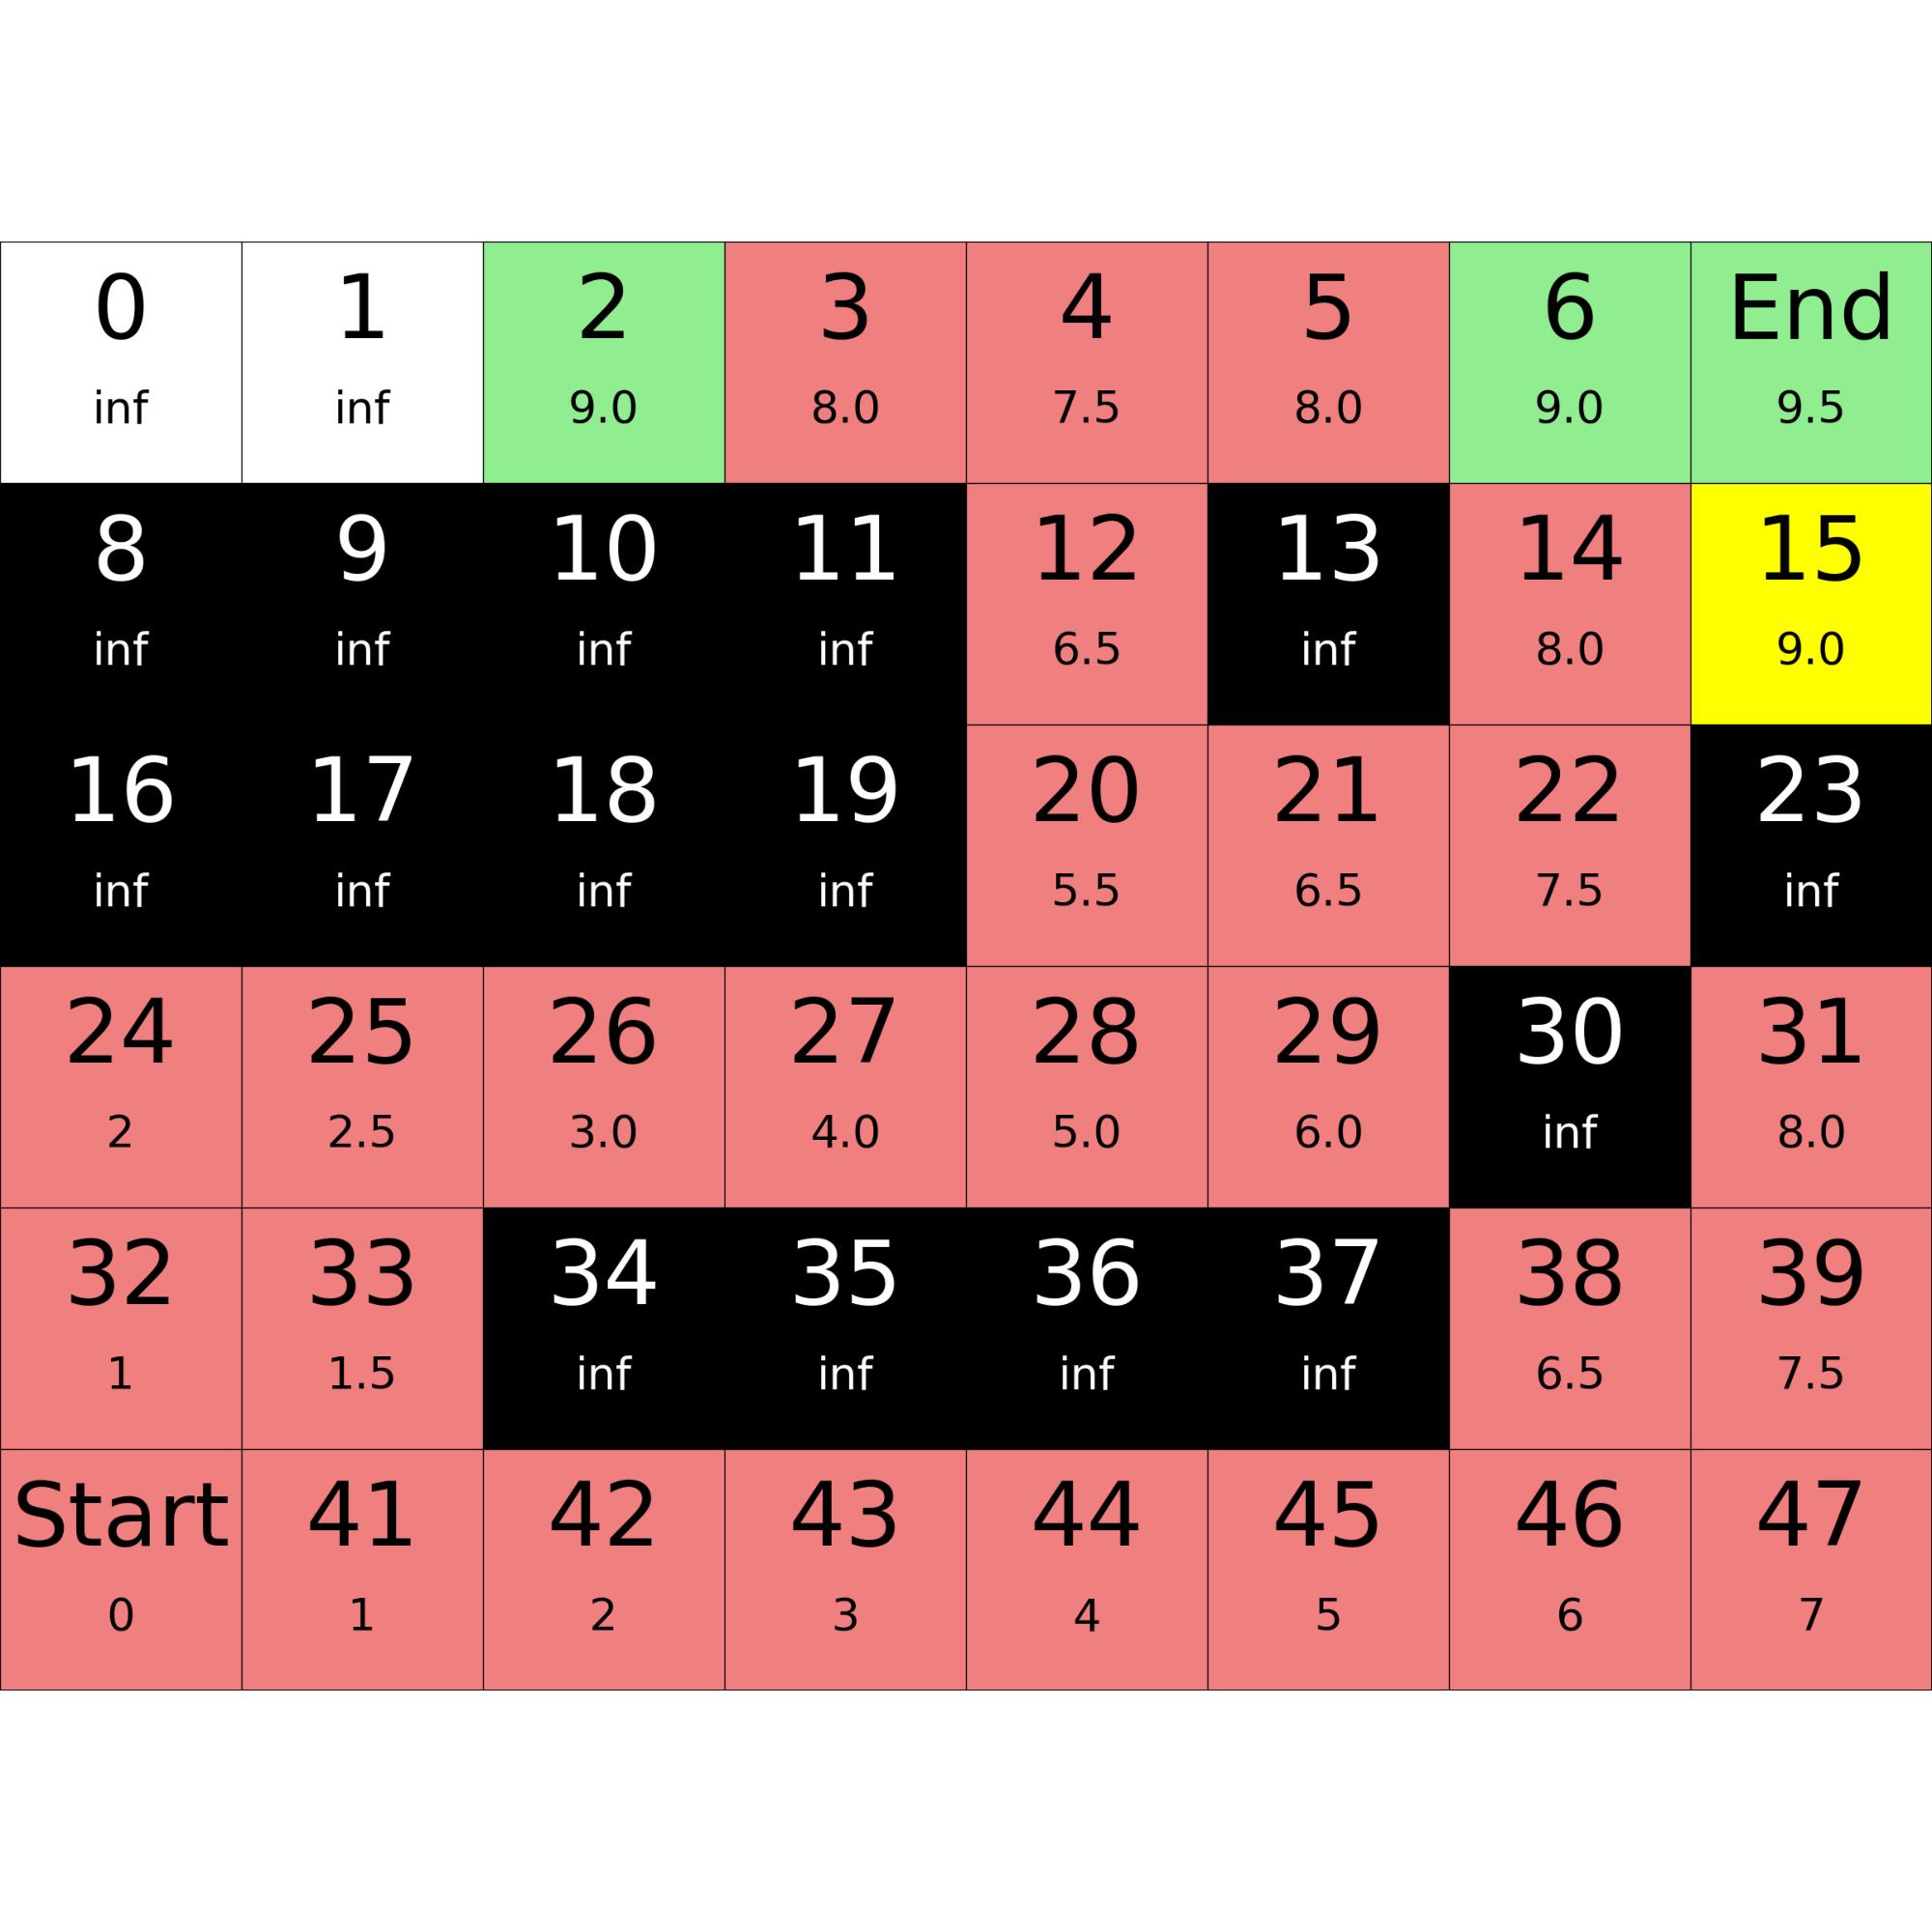 0 1 2 3 4 5 6 End
inf inf 9.0 8.0 7.5 8.0 9.0 9.5
8 9 10 11 12 13 14 15
inf inf inf inf 6.5 inf 8.0 9.0
16 17 18 19 20 21 22 23
inf inf inf inf 5.5 6.5 7.5 inf
24 25 26 27 28 29 30 31
2 2.5 3.0 4.0 5.0 6.0 inf 8.0
32 33 34 35 36 37 38 39
1 1.5 inf inf inf inf 6.5 7.5
Start 41 42 43 44 45 46 47
0 1 2 3 4 5 6 7